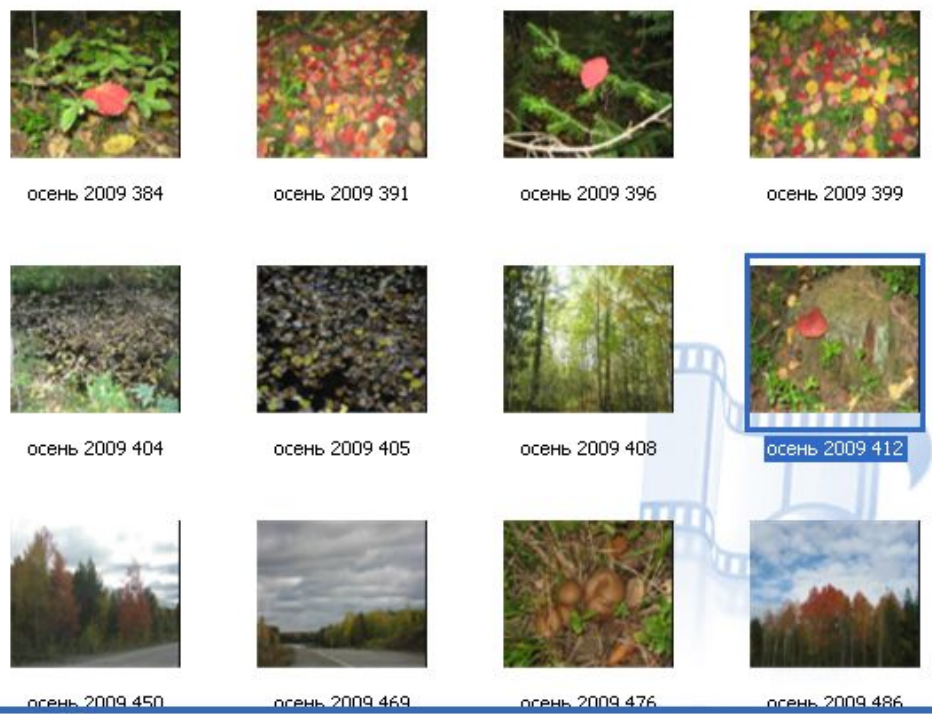 осень 2009 384
осень 2009 391
осень 2009 396
осень 2009 399
осень 2009 404
осень 2009 405
осень 2009 408
осень 2009 412
осень 2009 450
осень 2009 469
осень 2009 476
осень 2009 486